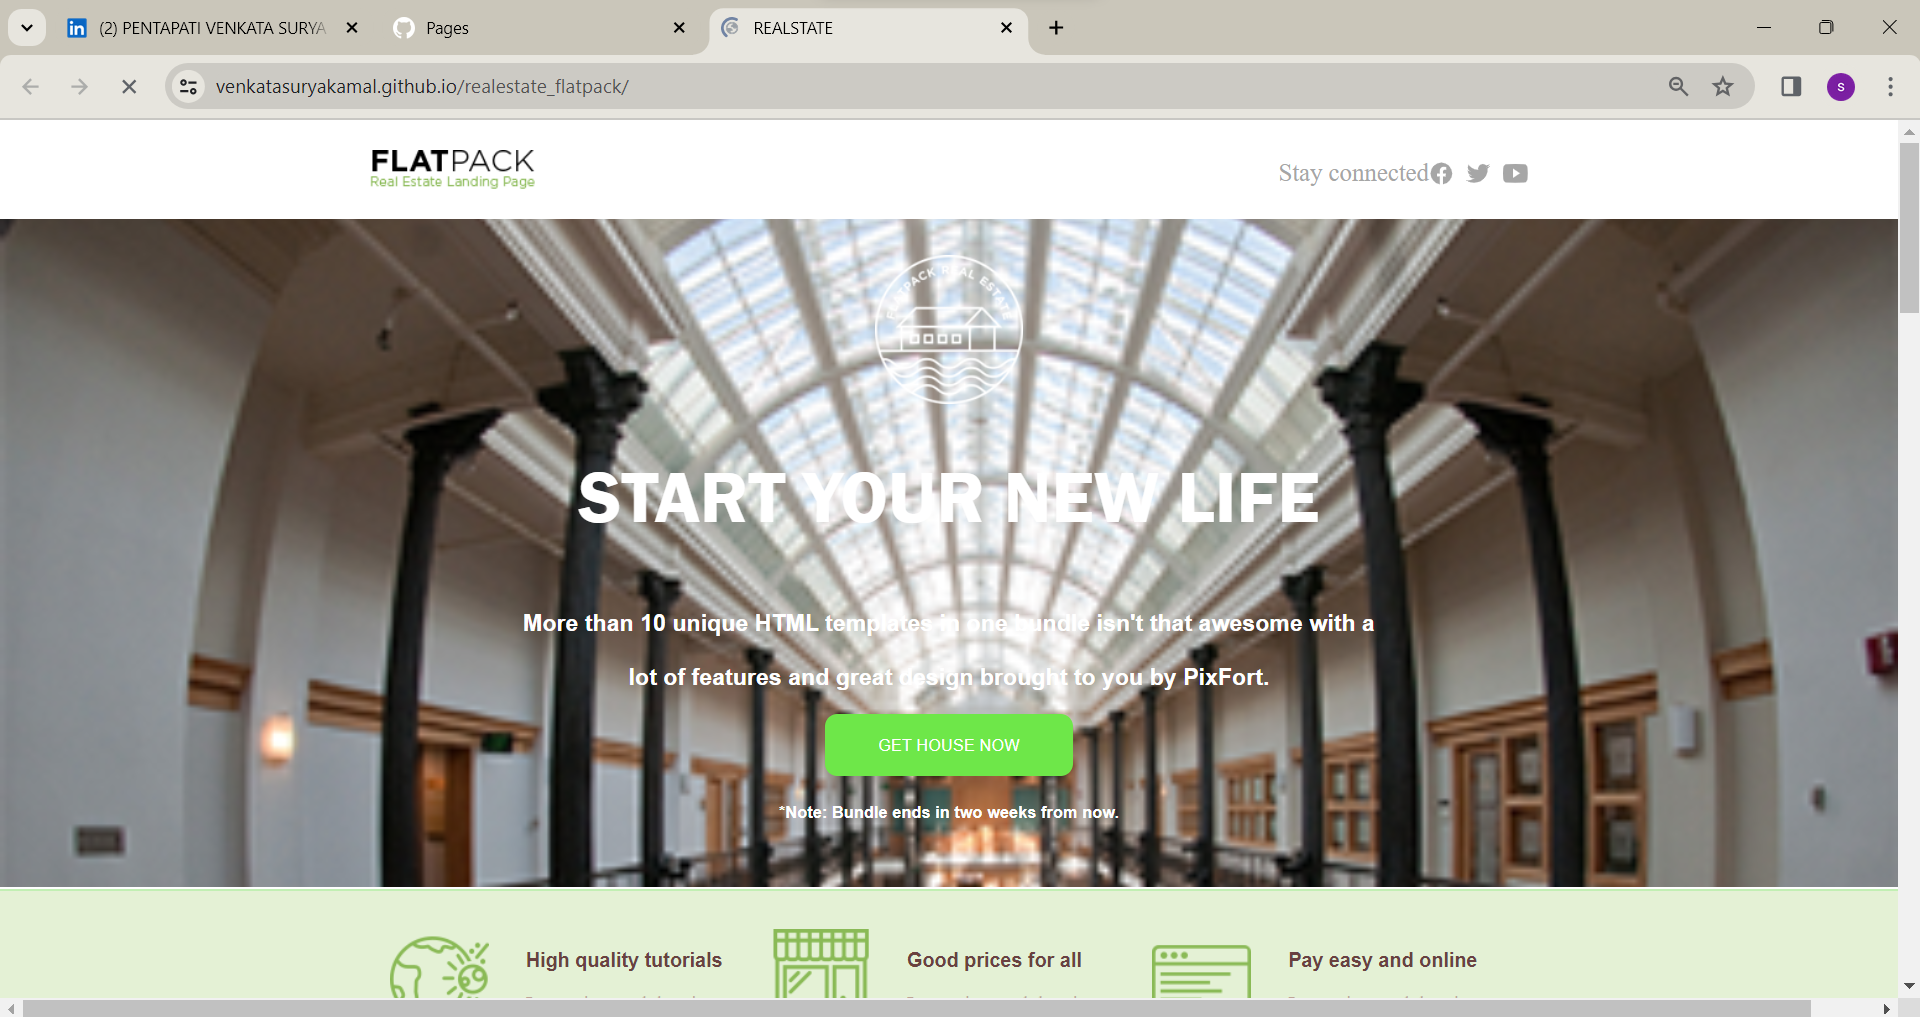 (2) PENTAPATI VENKATA SURYA
Pages
REALSTATE
venkatasuryakamal.github.io/realestate_flatpack/
S
FLATPACK
Real Estate Landing Page
Stay connected
FLATPACK REAL ESTATE
START YOUR NEW LIFE
More than 10 unique HTML templates in one bundle isn't that awesome with a
lot of features and great design brought to you by PixFort.
GET HOUSE NOW
*Note: Bundle ends in two weeks from now.
High quality tutorials
Good prices for all
Pay easy and online